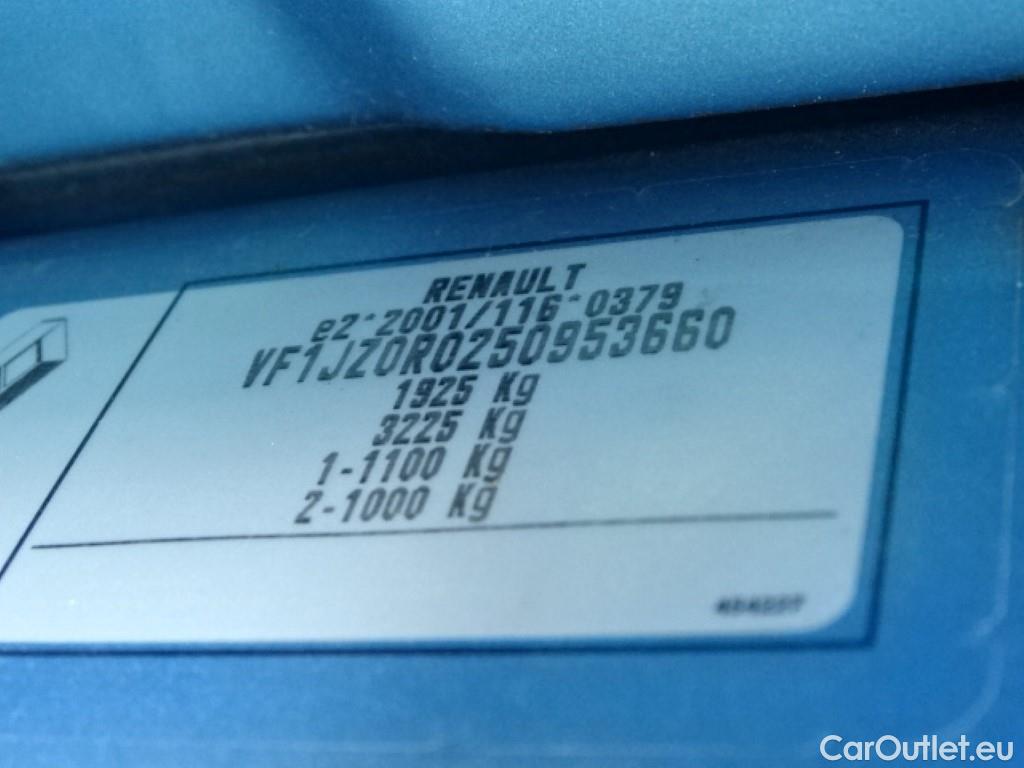 RENAULT
e2*2001/116*0379
VF1JZ0R0250953660
1925 Kg
3225 Kg
1-1100 Kg
2-1000 Kg
CarOutlet.eu